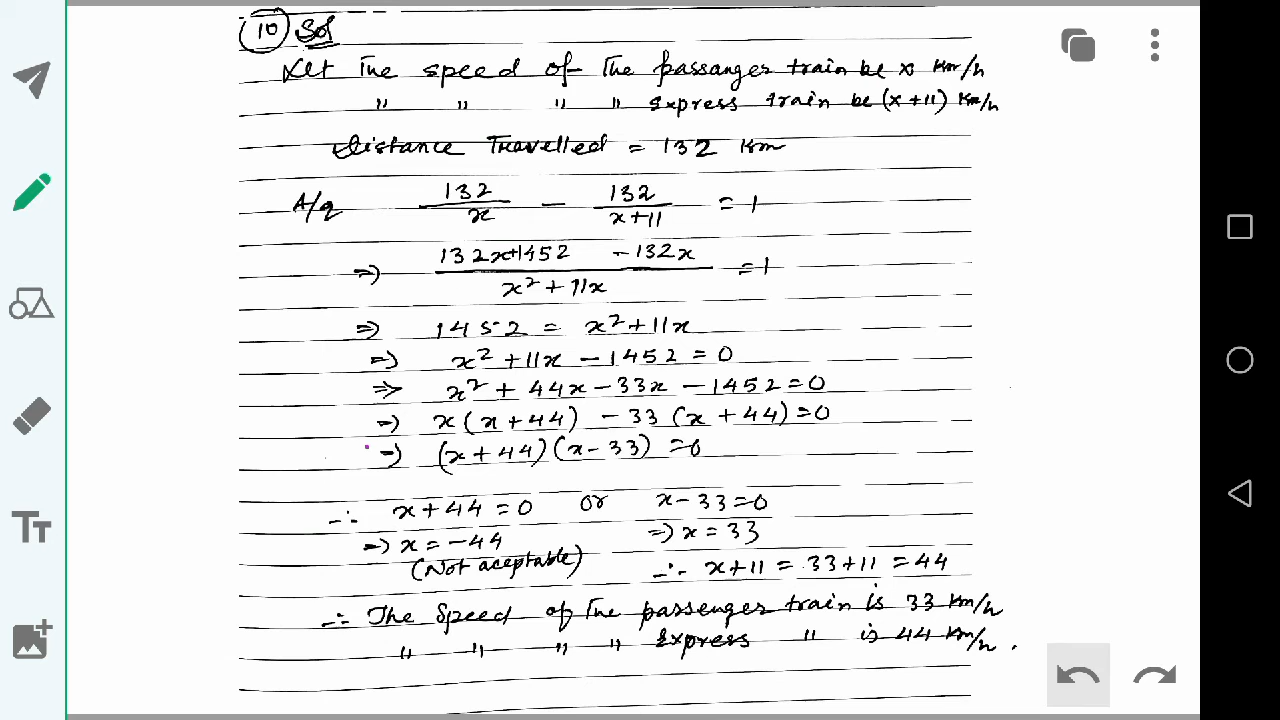 10 Sol
Let The speed of The passanger train be x Km/h
" " " " Express train be (x+11) Km/h
Distance Travelled = 132 Km
A/q 132/x - 132/x+11 = 1
=) 132x+1452 -132x / x²+11x =1
=) 1452 = x²+11x
=) x²+11x-1452=0
=> x²+44x-33x-1452=0
=) x(x+44)-33(x+44)=0
=) (x+44)(x-33)=0
∴ x+44=0 or x-33=0
=) x=-44 =) x=33
(Not aceptable) ∴ x+11=33+11=44
∴ The Speed of The passenger train is 33 Km/h
" " " " Express " is 44 Km/h.
TT